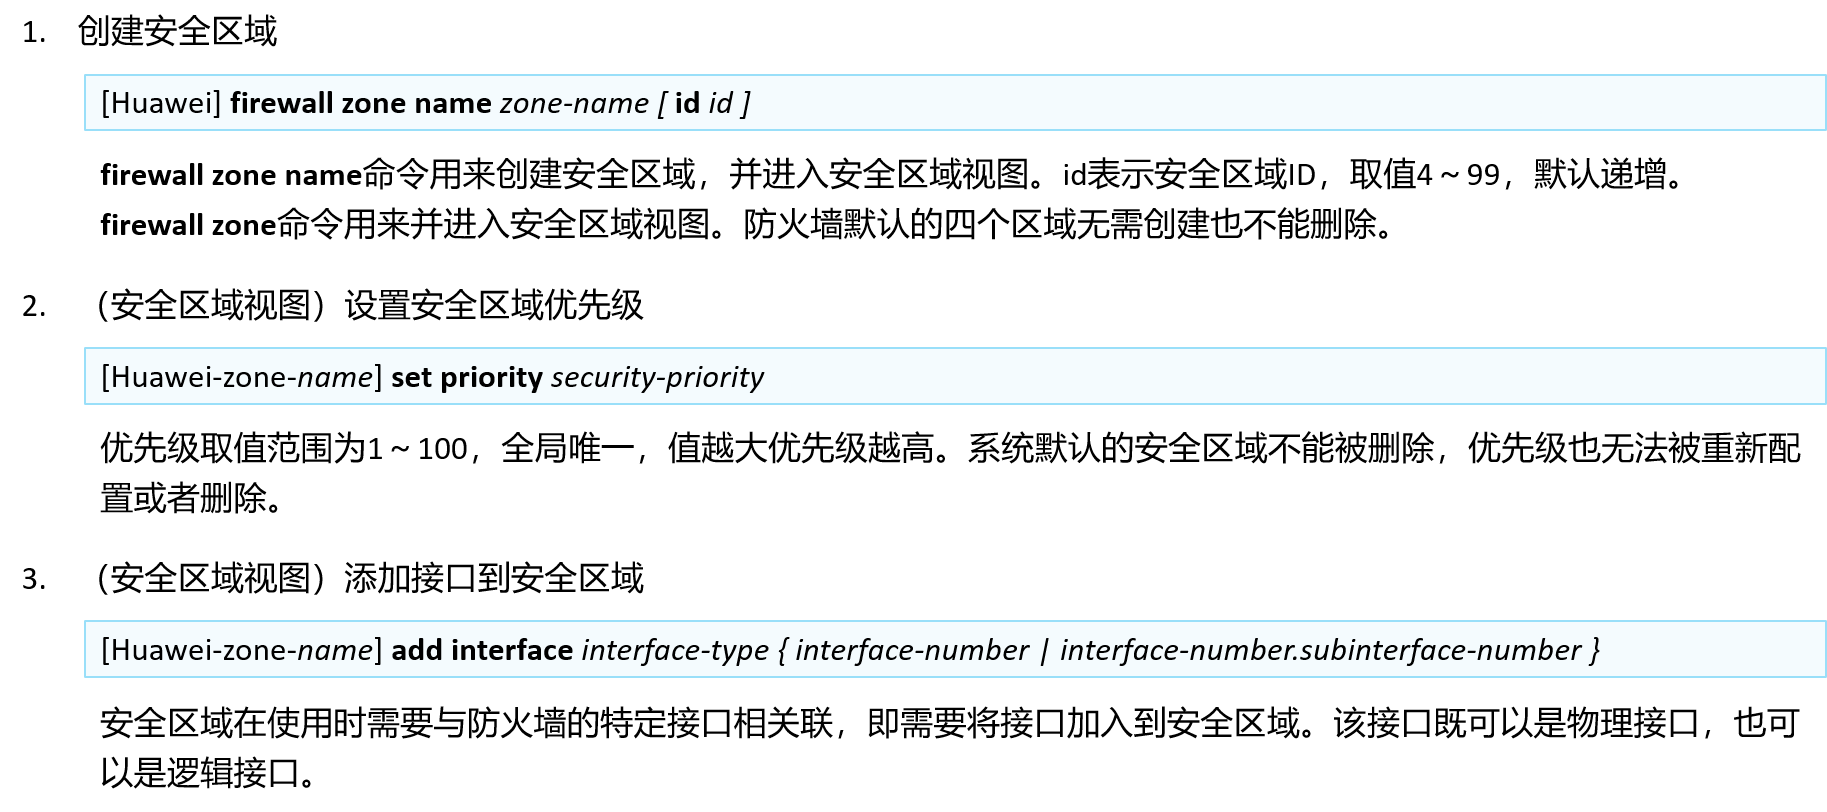 1. 创建安全区域
[Huawei] firewall zone name zone-name [ id id ]
firewall zone name命令用来创建安全区域，并进入安全区域视图。id表示安全区域ID，取值4～99，默认递增。
firewall zone命令用来并进入安全区域视图。防火墙默认的四个区域无需创建也不能删除。
2. （安全区域视图）设置安全区域优先级
[Huawei-zone-name] set priority security-priority
优先级取值范围为1～100，全局唯一，值越大优先级越高。系统默认的安全区域不能被删除，优先级也无法被重新配
置或者删除。
3. （安全区域视图）添加接口到安全区域
[Huawei-zone-name] add interface interface-type { interface-number | interface-number.subinterface-number }
安全区域在使用时需要与防火墙的特定接口相关联，即需要将接口加入到安全区域。该接口既可以是物理接口，也可
以是逻辑接口。